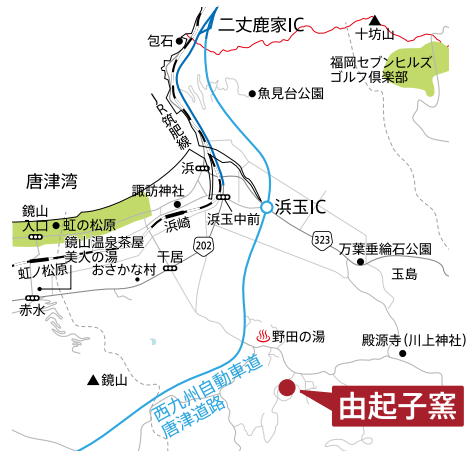 二丈鹿家IC
包石
十坊山
福岡セブンヒルズ
ゴルフ倶楽部
魚見台公園
JR筑肥線
浜
唐津湾
諏訪神社
鏡山
入口
虹の松原
浜崎
浜玉中前
浜玉IC
202
323
鏡山温泉茶屋
美人の湯
虹ノ松原
おさかな村
干居
万葉垂綸石公園
玉島
赤水
野田の湯
殿源寺(川上神社)
鏡山
西九州自動車道
唐津道路
由起子窯